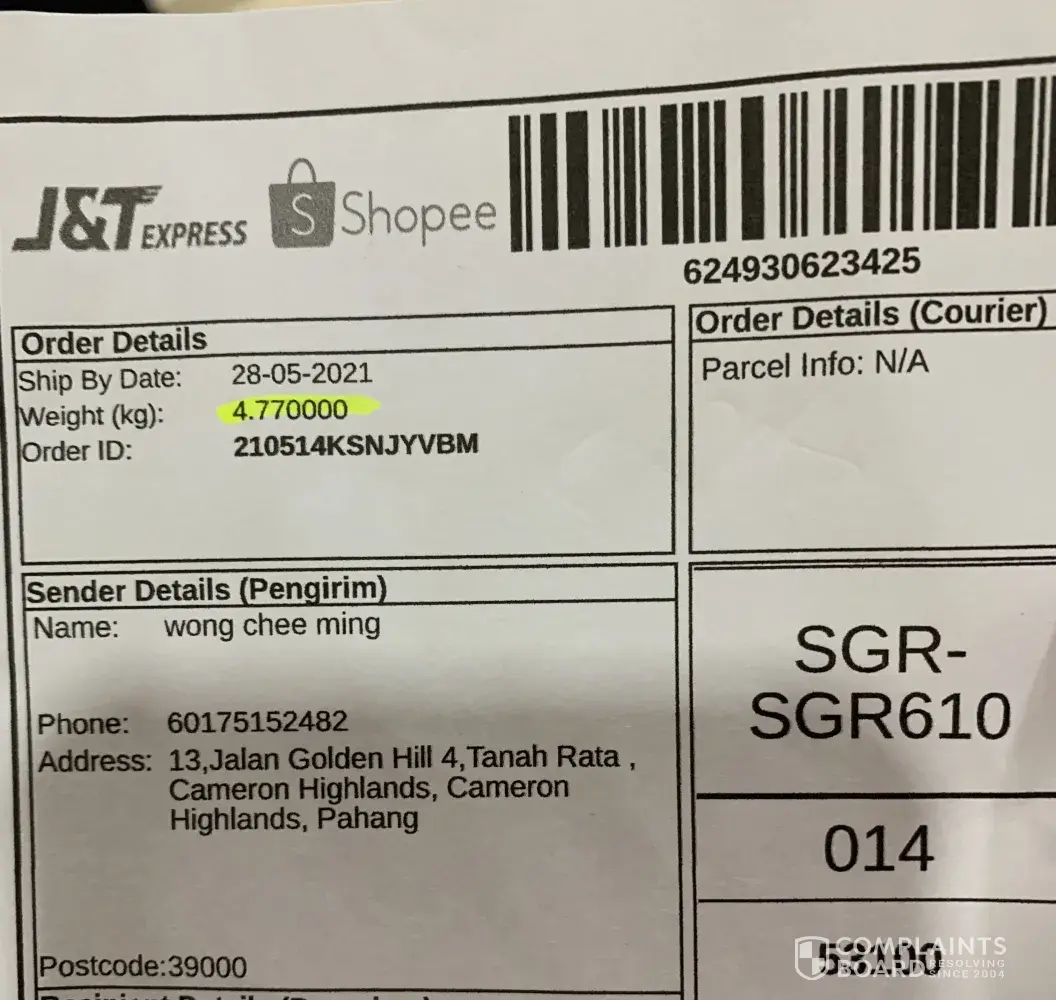 J&T EXPRESS
Shopee
624930623425
Order Details
Ship By Date: 28-05-2021
Weight (kg): 4.770000
Order ID: 210514KSNJYVBM
Order Details (Courier)
Parcel Info: N/A
Sender Details (Pengirim)
Name: wong chee ming
Phone: 60175152482
Address: 13,Jalan Golden Hill 4,Tanah Rata ,
Cameron Highlands, Cameron
Highlands, Pahang
Postcode:39000
SGR-
SGR610
014
COMPLAINTS
BOARD RESOLVING
SINCE 2004